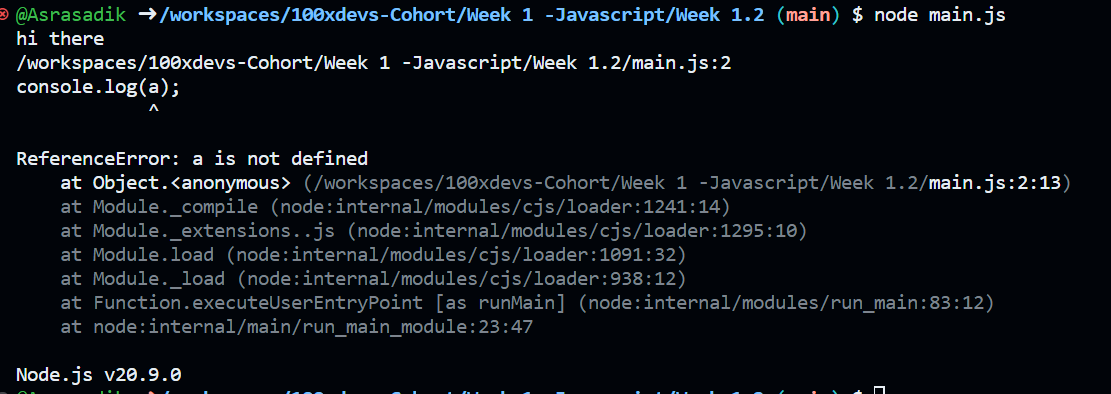 @Asrasadik ➜/workspaces/100xdevs-Cohort/Week 1 -Javascript/Week 1.2 (main) $ node main.js
hi there
/workspaces/100xdevs-Cohort/Week 1 -Javascript/Week 1.2/main.js:2
console.log(a);
            ^
ReferenceError: a is not defined
    at Object.<anonymous> (/workspaces/100xdevs-Cohort/Week 1 -Javascript/Week 1.2/main.js:2:13)
    at Module._compile (node:internal/modules/cjs/loader:1241:14)
    at Module._extensions..js (node:internal/modules/cjs/loader:1295:10)
    at Module.load (node:internal/modules/cjs/loader:1091:32)
    at Module._load (node:internal/modules/cjs/loader:938:12)
    at Function.executeUserEntryPoint [as runMain] (node:internal/modules/run_main:83:12)
    at node:internal/main/run_main_module:23:47
Node.js v20.9.0